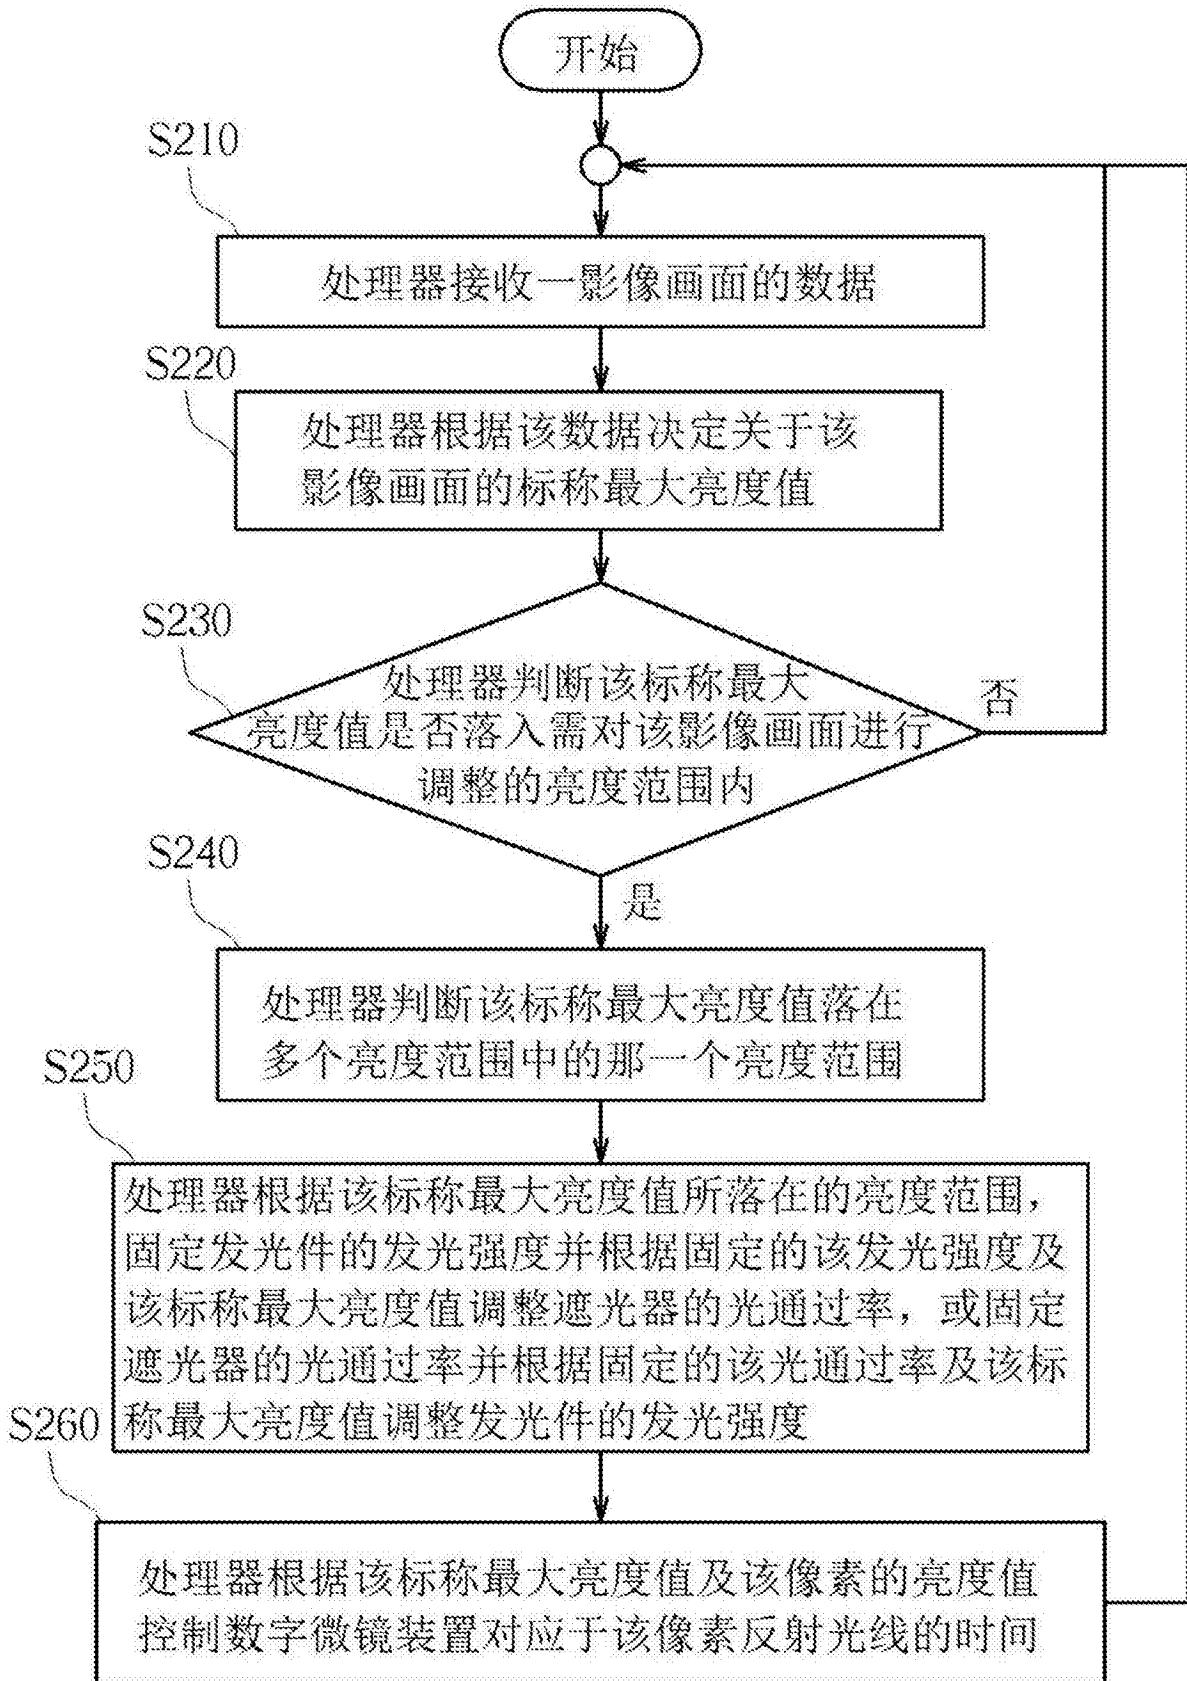 开始
S210
处理器接收一影像画面的数据
S220
处理器根据该数据决定关于该
影像画面的标称最大亮度值
S230
处理器判断该标称最大
亮度值是否落入需对该影像画面进行
调整的亮度范围内
否
是
S240
处理器判断该标称最大亮度值落在
多个亮度范围中的那一个亮度范围
S250
处理器根据该标称最大亮度值所落在的亮度范围，
固定发光件的发光强度并根据固定的该发光强度及
该标称最大亮度值调整遮光器的光通过率，或固定
遮光器的光通过率并根据固定的该光通过率及该标
称最大亮度值调整发光件的发光强度
S260
处理器根据该标称最大亮度值及该像素的亮度值
控制数字微镜装置对应于该像素反射光线的时间